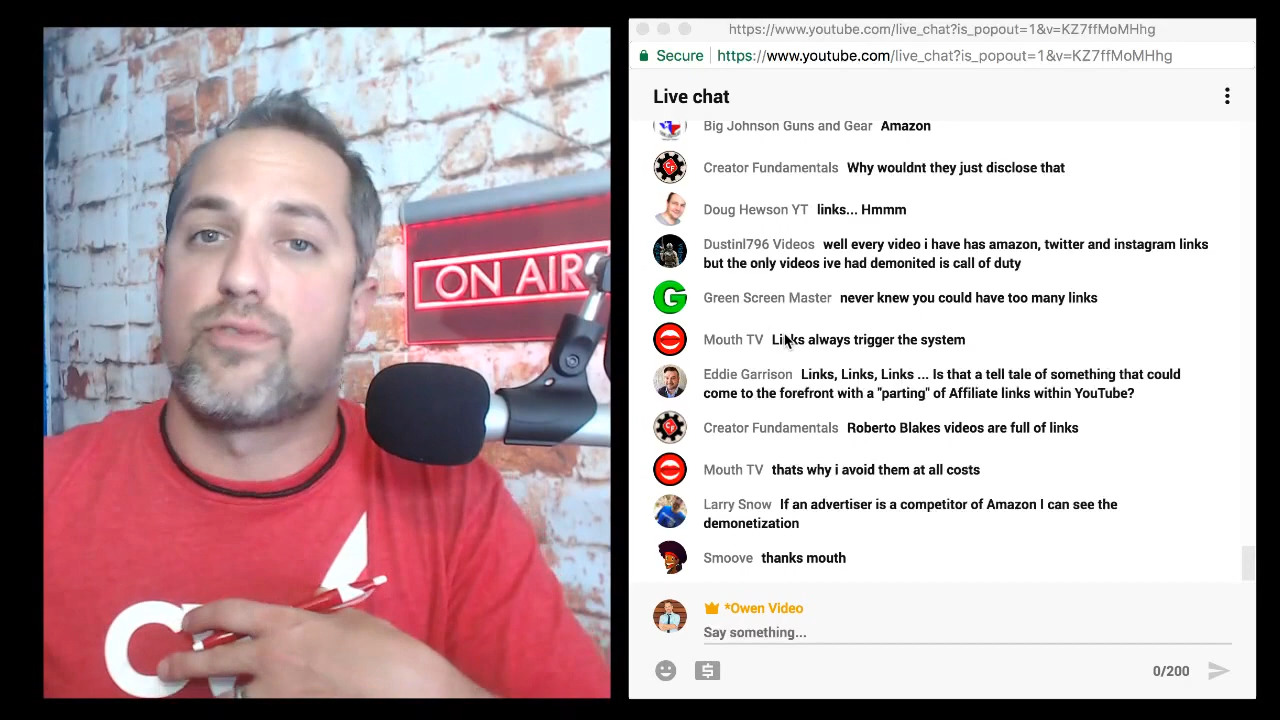 https://www.youtube.com/live_chat?is_popout=1&v=KZ7ffMoMHhg
Secure https://www.youtube.com/live_chat?is_popout=1&v=KZ7ffMoMHhg
Live chat
Big Johnson Guns and Gear Amazon
Creator Fundamentals Why wouldnt they just disclose that
Doug Hewson YT links... Hmmm
Dustinl796 Videos well every video i have has amazon, twitter and instagram links
but the only videos ive had demonited is call of duty
Green Screen Master never knew you could have too many links
Mouth TV Links always trigger the system
Eddie Garrison Links, Links, Links ... Is that a tell tale of something that could
come to the forefront with a "parting" of Affiliate links within YouTube?
Creator Fundamentals Roberto Blakes videos are full of links
Mouth TV thats why i avoid them at all costs
Larry Snow If an advertiser is a competitor of Amazon I can see the
demonetization
Smoove thanks mouth
*Owen Video
Say something...
0/200
ON AIR